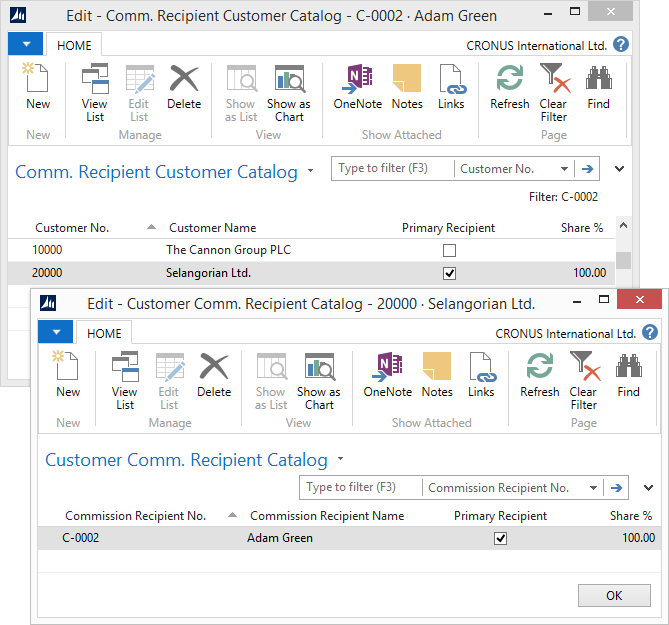 Edit - Comm. Recipient Customer Catalog - C-0002 · Adam Green
HOME
CRONUS International Ltd.
New
View List
Edit List
Delete
Show as List
Show as Chart
OneNote
Notes
Links
Refresh
Clear Filter
Find
New
Manage
View
Show Attached
Page
Comm. Recipient Customer Catalog
Type to filter (F3)
Customer No.
Filter: C-0002
Customer No. Customer Name Primary Recipient Share %
10000 The Cannon Group PLC
20000 Selangorian Ltd. 100.00
Edit - Customer Comm. Recipient Catalog - 20000 · Selangorian Ltd.
HOME
CRONUS International Ltd.
New
View List
Edit List
Delete
Show as List
Show as Chart
OneNote
Notes
Links
Refresh
Clear Filter
Find
New
Manage
View
Show Attached
Page
Customer Comm. Recipient Catalog
Type to filter (F3)
Commission Recipient No.
Commission Recipient No. Commission Recipient Name Primary Recipient Share %
C-0002 Adam Green 100.00
OK